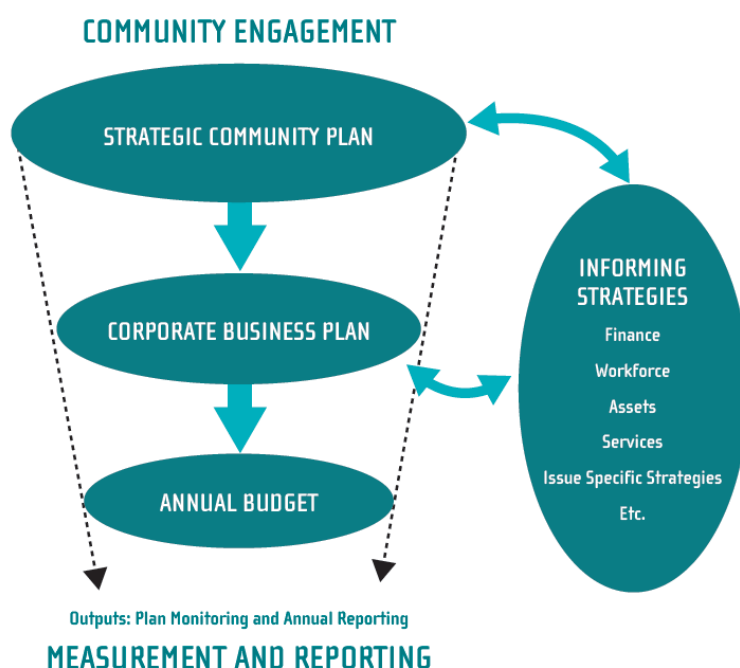 COMMUNITY ENGAGEMENT
STRATEGIC COMMUNITY PLAN
INFORMING
STRATEGIES
Finance
Workforce
Assets
Services
Issue Specific Strategies
Etc.
CORPORATE BUSINESS PLAN
ANNUAL BUDGET
Outputs: Plan Monitoring and Annual Reporting
MEASUREMENT AND REPORTING